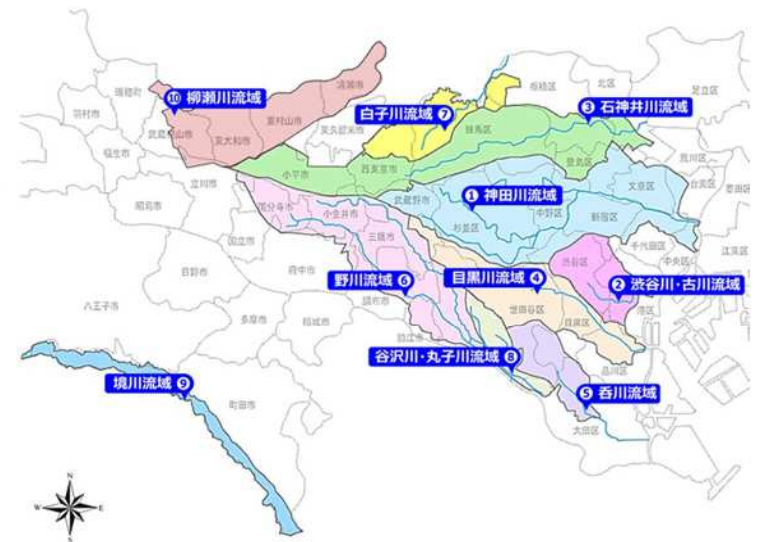 清瀬市
板橋区
北区
足立区
瑞穂町
⑩ 柳瀬川流域
羽村市
武蔵村山市
東村山市
東久留米市
白子川流域 ⑦
③ 石神井川流域
練馬区
東大和市
福生市
荒川区
豊島区
西東京市
小平市
立川市
文京区
台東区
墨田区
① 神田川流域
武蔵野市
昭島市
国分寺市
小金井市
中野区
新宿区
杉並区
三鷹市
国立市
千代田区
江東区
中央区
渋谷区
府中市
日野市
野川流域 ⑥
目黒川流域 ④
② 渋谷川・古川流域
八王子市
調布市
世田谷区
港区
多摩市
稲城市
目黒区
狛江市
谷沢川・丸子川流域 ⑧
品川区
境川流域 ⑨
町田市
⑤ 呑川流域
大田区
N
W
E
S